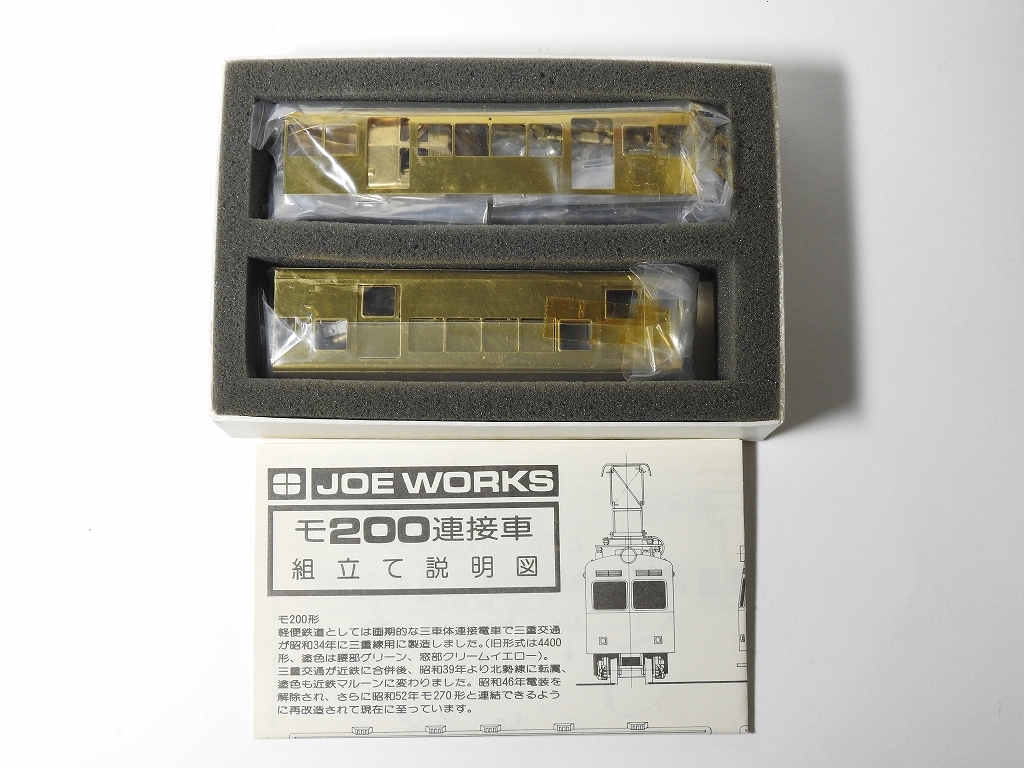 JOE WORKS
モ200連接車
組立て説明図
モ200形
軽便鉄道としては画期的な三車体連接電車で三重交通
が昭和34年に三重線用に製造しました。(旧形式は4400
形、塗色は腰部グリーン、窓部クリームイエロー)。
三重交通が近鉄に合併後、昭和39年より北勢線に転属、
塗色も近鉄マルーンに変わりました。昭和46年電装を
解除され、さらに昭和52年モ270形と連結できるよう
に再改造されて現在に至っています。